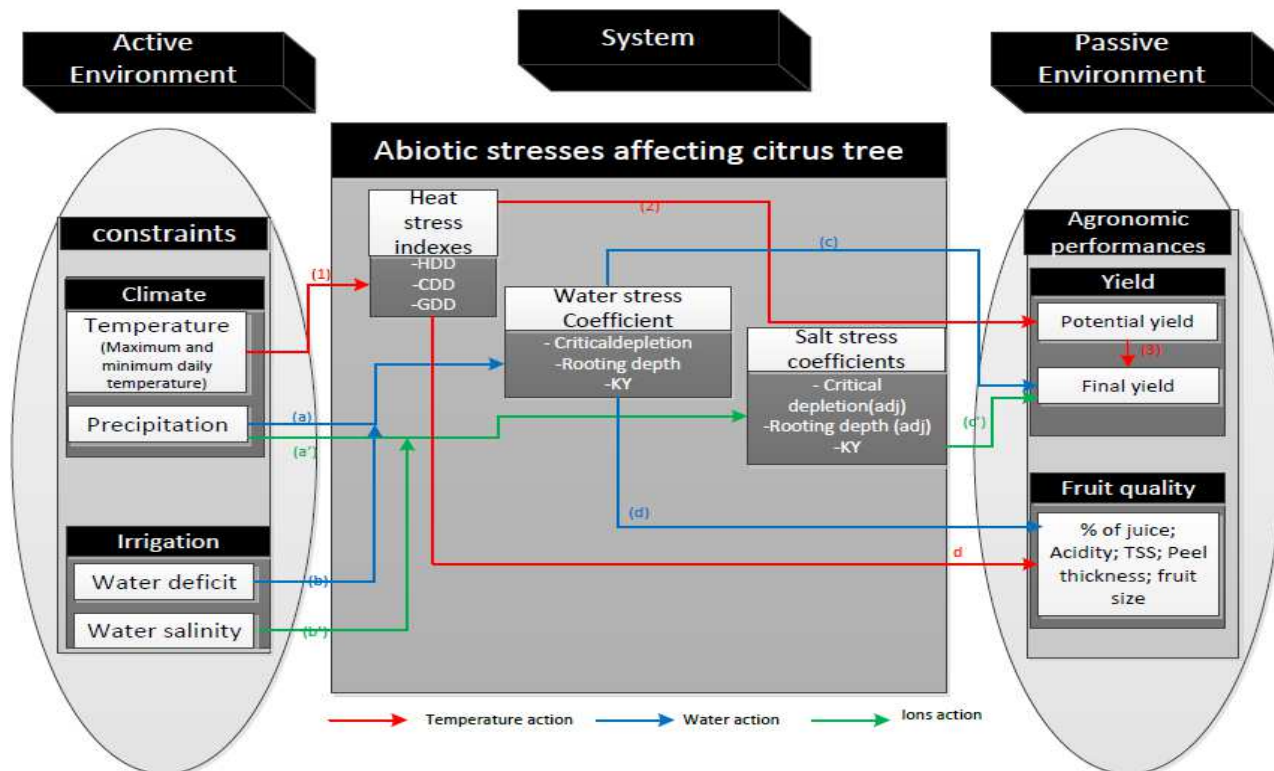 Active
Environment
System
Passive
Environment
Abiotic stresses affecting citrus tree
constraints
Climate
Temperature
(Maximum and
minimum daily
temperature)
Precipitation
Irrigation
Water deficit
Water salinity
(1)
(a)
(a')
(b)
(b')
Heat
stress
indexes
-HDD
-CDD
-GDD
Water stress
Coefficient
- Criticaldepletion
-Rooting depth
-KY
Salt stress
coefficients
- Critical
depletion(adj)
-Rooting depth (adj)
-KY
(2)
(c)
(c')
(d)
d
Agronomic
performances
Yield
Potential yield
(3)
Final yield
Fruit quality
% of juice;
Acidity; TSS; Peel
thickness; fruit
size
Temperature action
Water action
Ions action